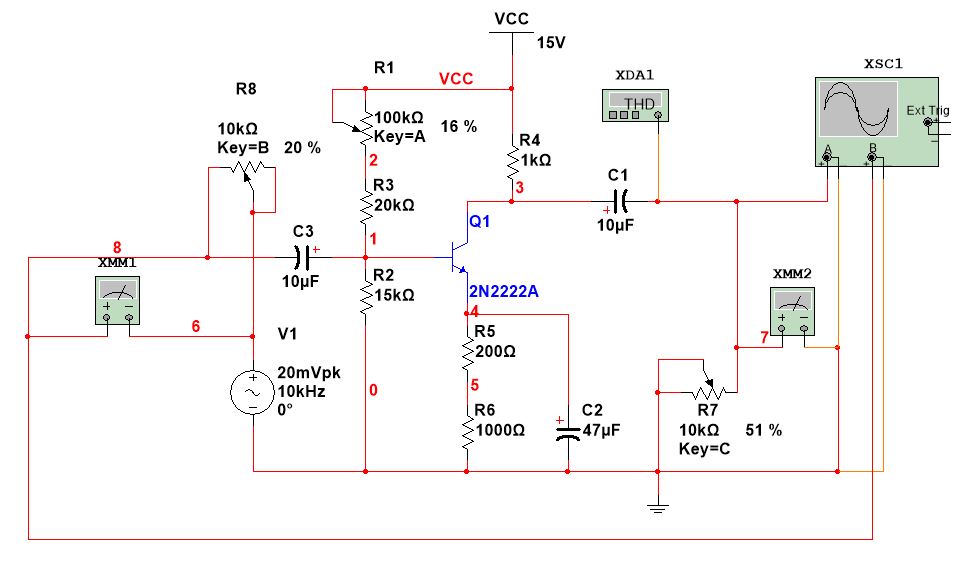 VCC
15V
XSC1
Ext Trig
+
−
A
B
+
−
+
−
XDA1
THD
R1
VCC
100kΩ
Key=A
16 %
R8
10kΩ
Key=B
20 %
2
R4
1kΩ
3
C1
+
10µF
R3
20kΩ
Q1
2N2222A
1
C3
+
10µF
8
XMM1
+
−
6
R2
15kΩ
V1
+
−
20mVpk
10kHz
0°
0
4
R5
200Ω
5
R6
1000Ω
C2
+
47µF
XMM2
+
−
7
R7
10kΩ
Key=C
51 %